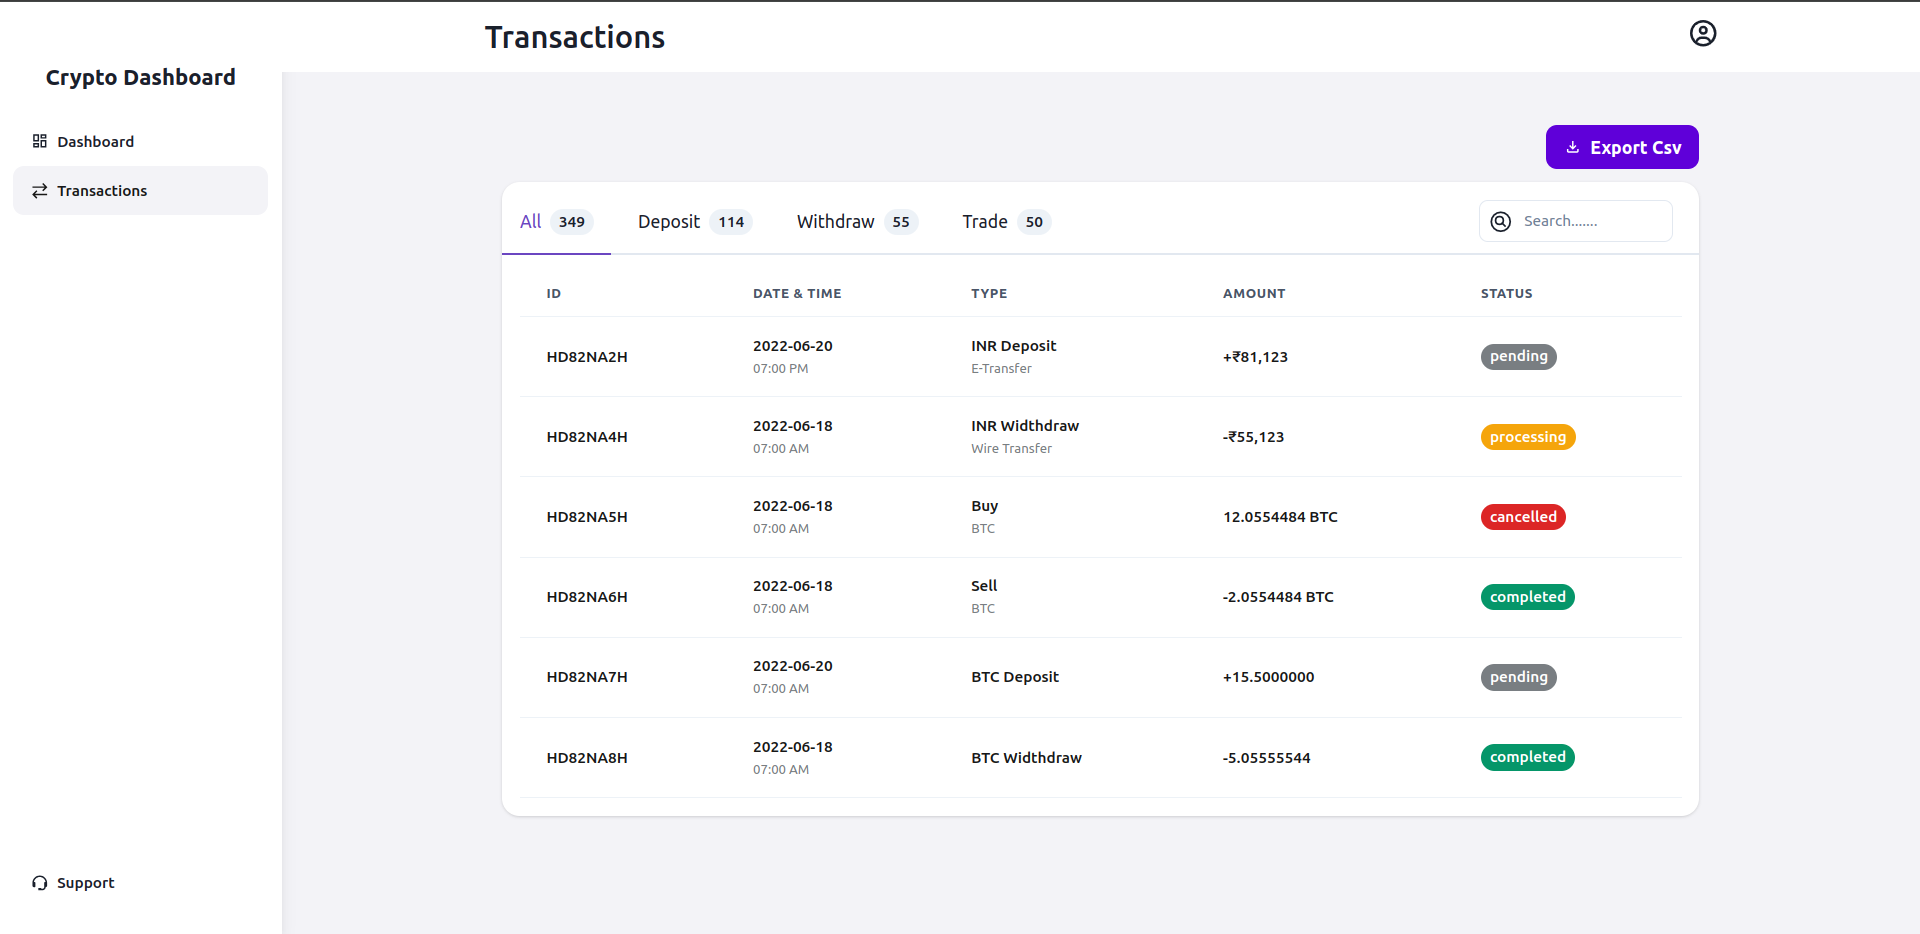 Transactions
Crypto Dashboard
Dashboard
Transactions
Support
Export Csv
All 349 Deposit 114 Withdraw 55 Trade 50 Search.......
ID DATE & TIME TYPE AMOUNT STATUS
HD82NA2H 2022-06-20 INR Deposit +₹81,123 pending
07:00 PM E-Transfer
HD82NA4H 2022-06-18 INR Widthdraw -₹55,123 processing
07:00 AM Wire Transfer
HD82NA5H 2022-06-18 Buy 12.0554484 BTC cancelled
07:00 AM BTC
HD82NA6H 2022-06-18 Sell -2.0554484 BTC completed
07:00 AM BTC
HD82NA7H 2022-06-20 BTC Deposit +15.5000000 pending
07:00 AM
HD82NA8H 2022-06-18 BTC Widthdraw -5.05555544 completed
07:00 AM